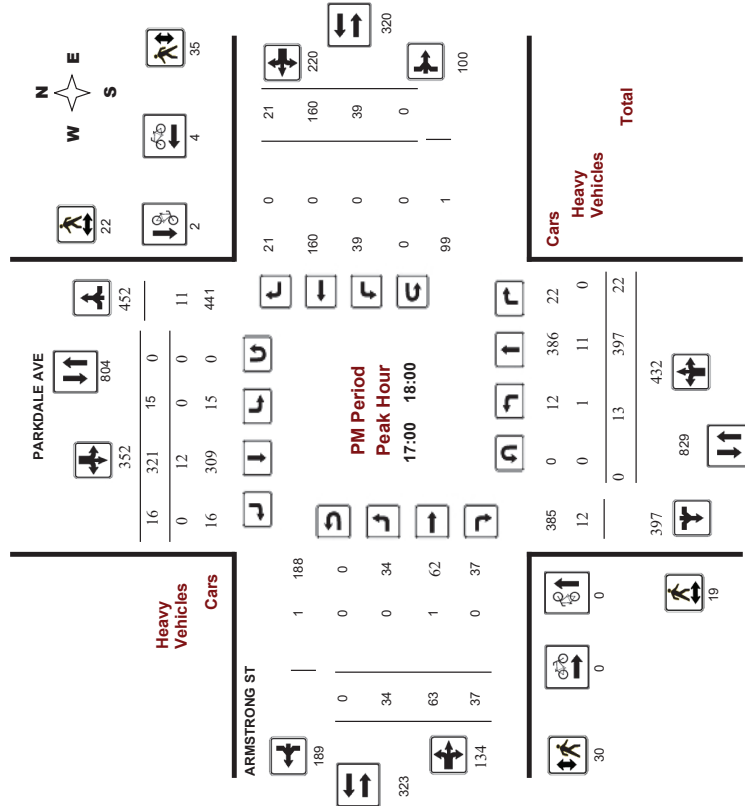 N
W E
S
35
4
22
2
PARKDALE AVE
804
452
352
16 321 15 0
0 12 0 0 11
16 309 15 0 441
Heavy
Vehicles
Cars
320
220
100
21 0 21
160 0 160
39 0 39
0 0 0
99 1
PM Period
Peak Hour
17:00 18:00
ARMSTRONG ST
189
323
134
1 188
0 0 0
34 0 34
63 1 62
37 0 37
Cars
Heavy
Vehicles
Total
385 0 12 386 22
12 0 1 11 0
0 13 397 22
397
829
432
0
0
19
30